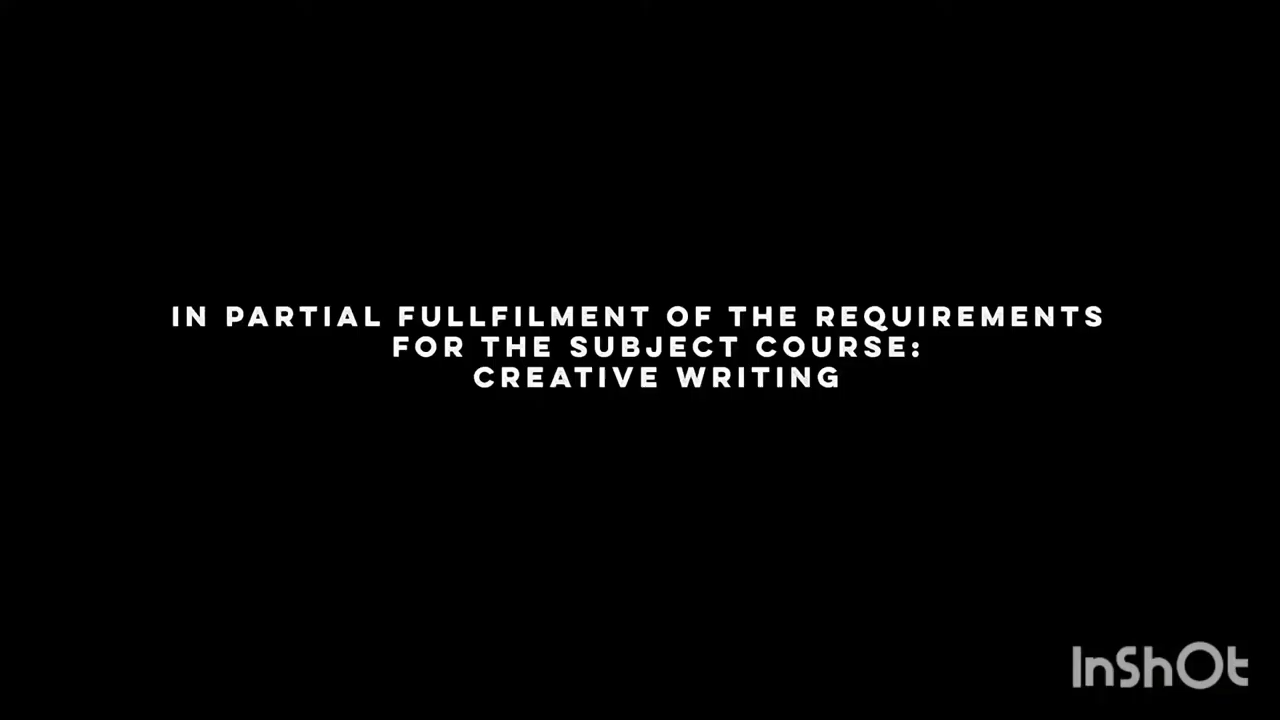 IN PARTIAL FULLFILMENT OF THE REQUIREMENTS
FOR THE SUBJECT COURSE:
CREATIVE WRITING
InShOt